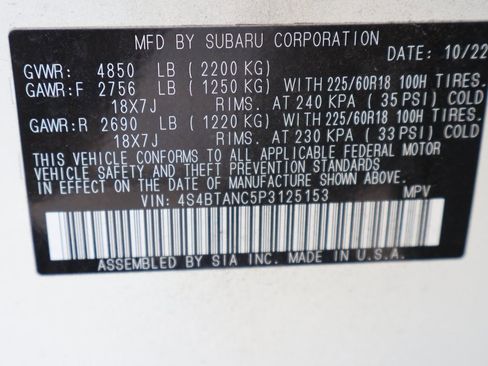 MFD BY SUBARU CORPORATION DATE: 10/22
GVWR: 4850 LB (2200 KG)
GAWR:F 2756 LB (1250 KG) WITH 225/60R18 100H TIRES.
18X7J RIMS. AT 240 KPA (35 PSI) COLD
GAWR:R 2690 LB (1220 KG) WITH 225/60R18 100H TIRES.
18X7J RIMS. AT 230 KPA (33 PSI) COLD
THIS VEHICLE CONFORMS TO ALL APPLICABLE FEDERAL MOTOR
VEHICLE SAFETY AND THEFT PREVENTION STANDARDS
IN EFFECT ON THE DATE OF MANUFACTURE SHOWN ABOVE.
VIN: 4S4BTANC5P3125153 MPV
ASSEMBLED BY SIA INC. MADE IN U.S.A.